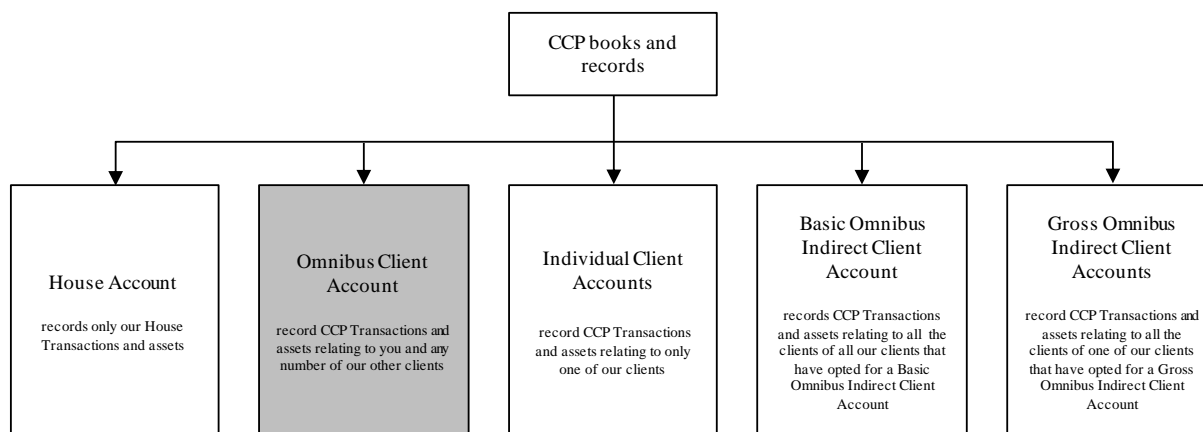 CCP books and
records
House Account
records only our House
Transactions and assets
Omnibus Client
Account
record CCP Transactions and
assets relating to you and any
number of our other clients
Individual Client
Accounts
record CCP Transactions
and assets relating to only
one of our clients
Basic Omnibus
Indirect Client
Account
records CCP Transactions
and assets relating to all the
clients of all our clients that
have opted for a Basic
Omnibus Indirect Client
Account
Gross Omnibus
Indirect Client
Accounts
record CCP Transactions and
assets relating to all the
clients of one of our clients
that have opted for a Gross
Omnibus Indirect Client
Account